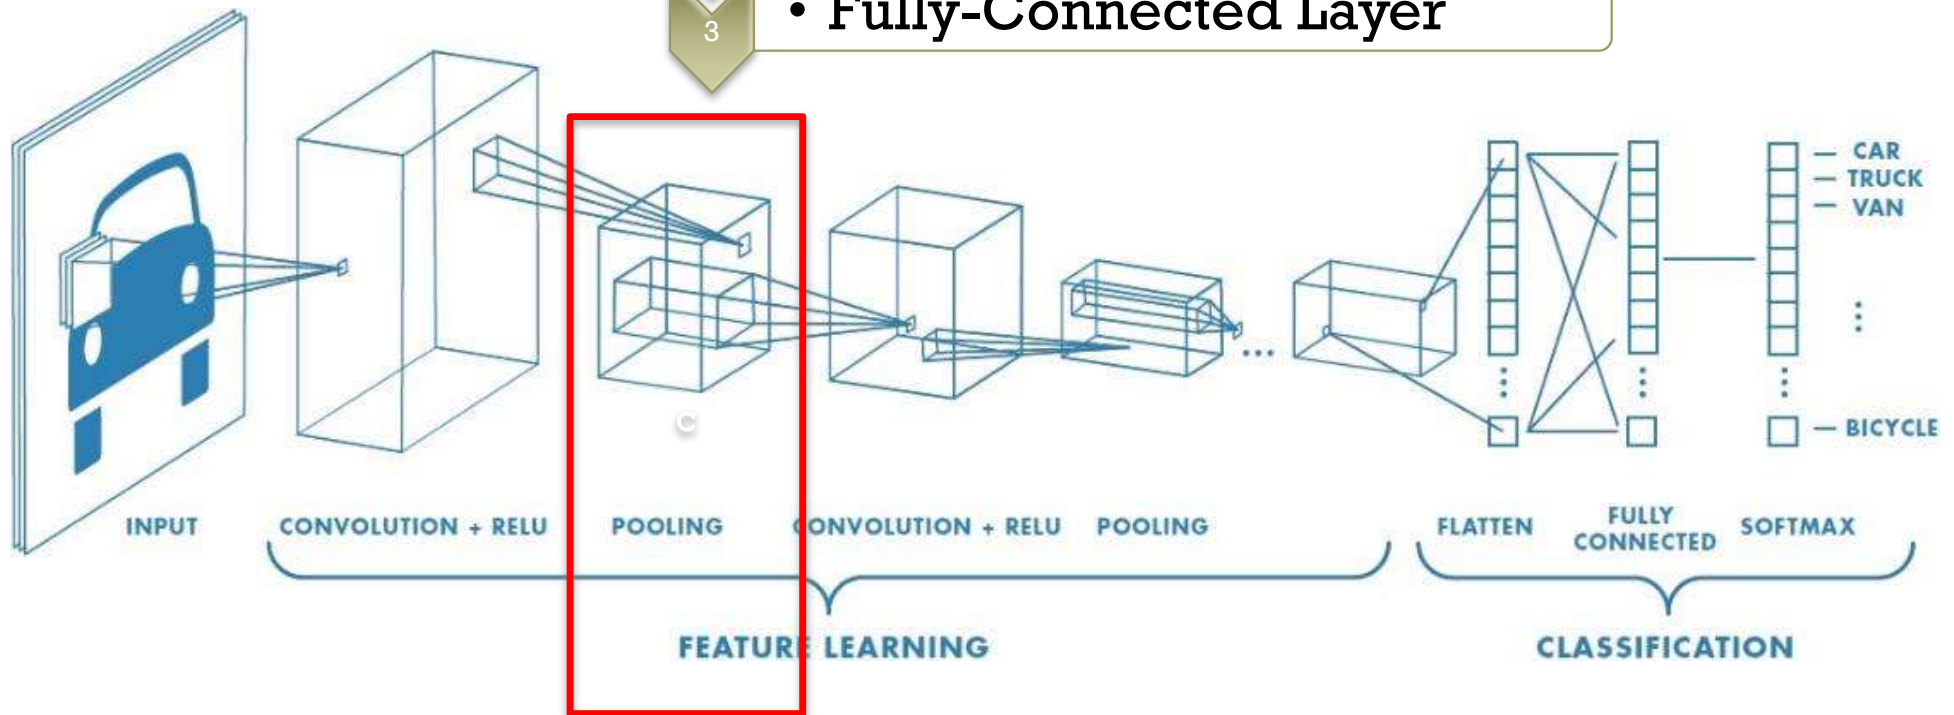 3
• Fully-Connected Layer
CAR
TRUCK
VAN
BICYCLE
C
INPUT
CONVOLUTION + RELU
POOLING
CONVOLUTION + RELU
POOLING
FLATTEN
FULLY
CONNECTED
SOFTMAX
FEATURE LEARNING
CLASSIFICATION